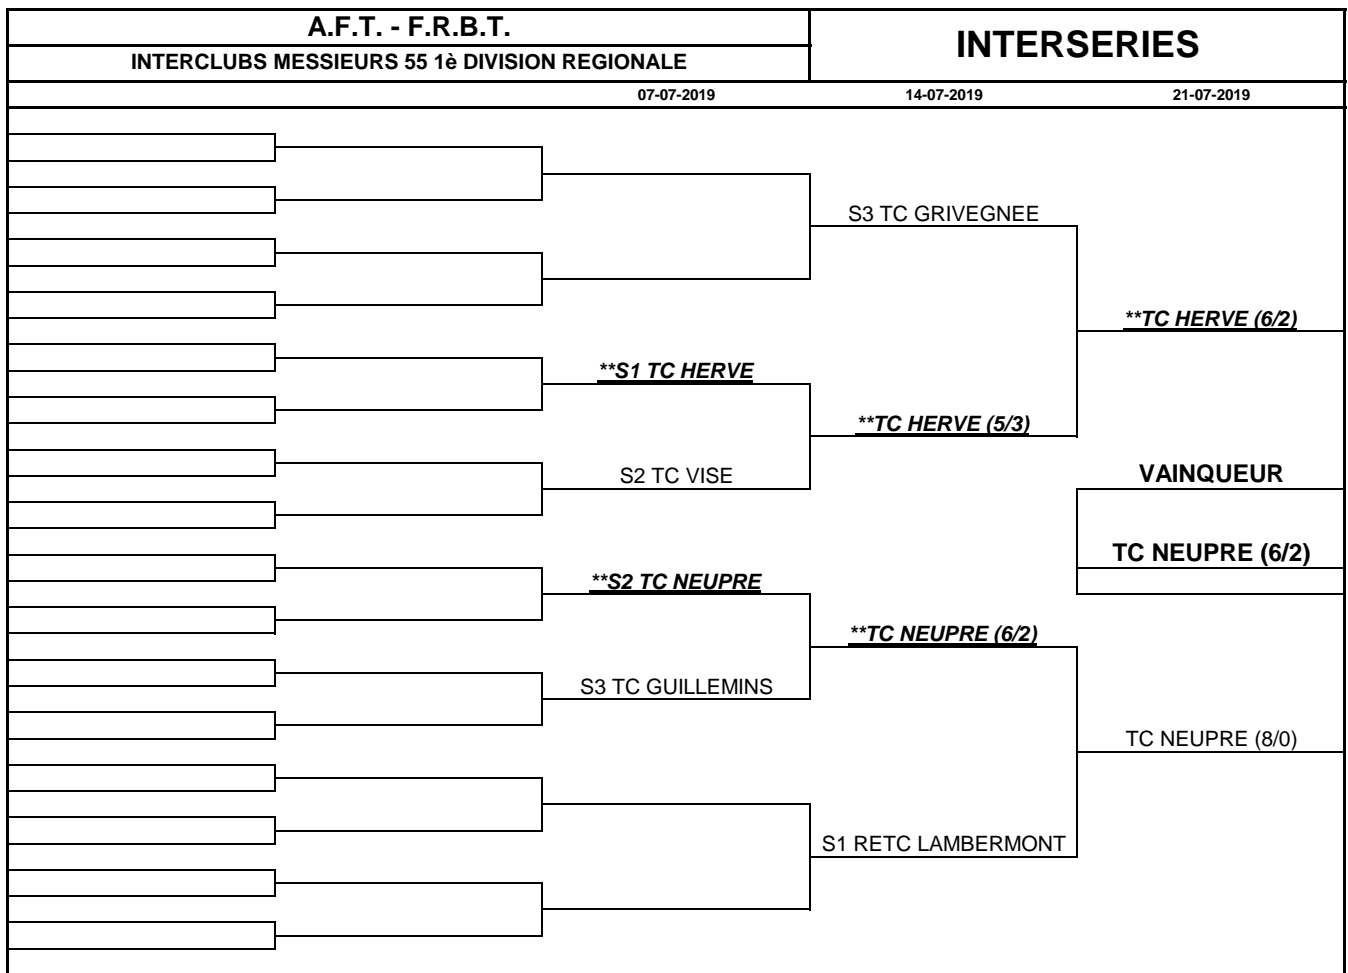 A.F.T. - F.R.B.T.
INTERSERIES
INTERCLUBS MESSIEURS 55 1è DIVISION REGIONALE
07-07-2019 14-07-2019 21-07-2019
S3 TC GRIVEGNEE
**TC HERVE (6/2)
**S1 TC HERVE
**TC HERVE (5/3)
S2 TC VISE
VAINQUEUR
TC NEUPRE (6/2)
**S2 TC NEUPRE
**TC NEUPRE (6/2)
S3 TC GUILLEMINS
TC NEUPRE (8/0)
S1 RETC LAMBERMONT